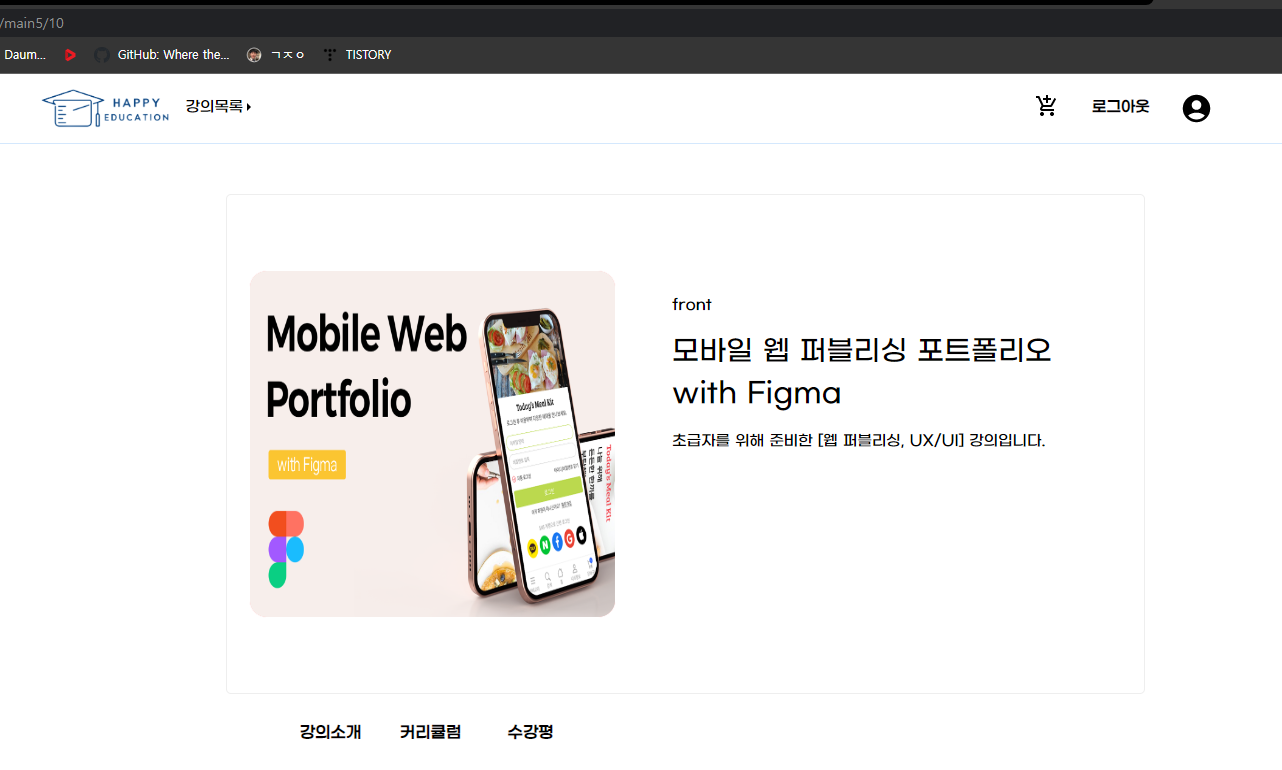 /main5/10
Daum... GitHub: Where the... ㄱㅈㅇ TISTORY
HAPPY
EDUCATION
강의목록
로그아웃
Mobile Web
Portfolio
with Figma
Today's Meal Kit
로그인
Today's Meal Kit
front
모바일 웹 퍼블리싱 포트폴리오
with Figma
초급자를 위해 준비한 [웹 퍼블리싱, UX/UI] 강의입니다.
강의소개 커리큘럼 수강평